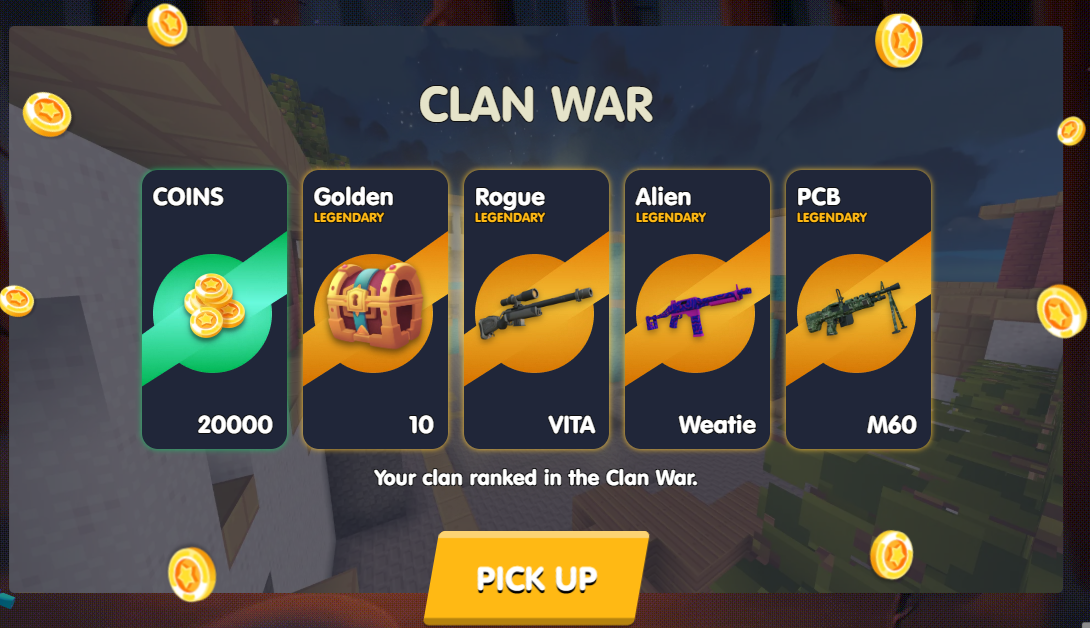 CLAN WAR
COINS
20000
Golden
LEGENDARY
10
Rogue
LEGENDARY
VITA
Alien
LEGENDARY
Weatie
PCB
LEGENDARY
M60
Your clan ranked in the Clan War.
PICK UP